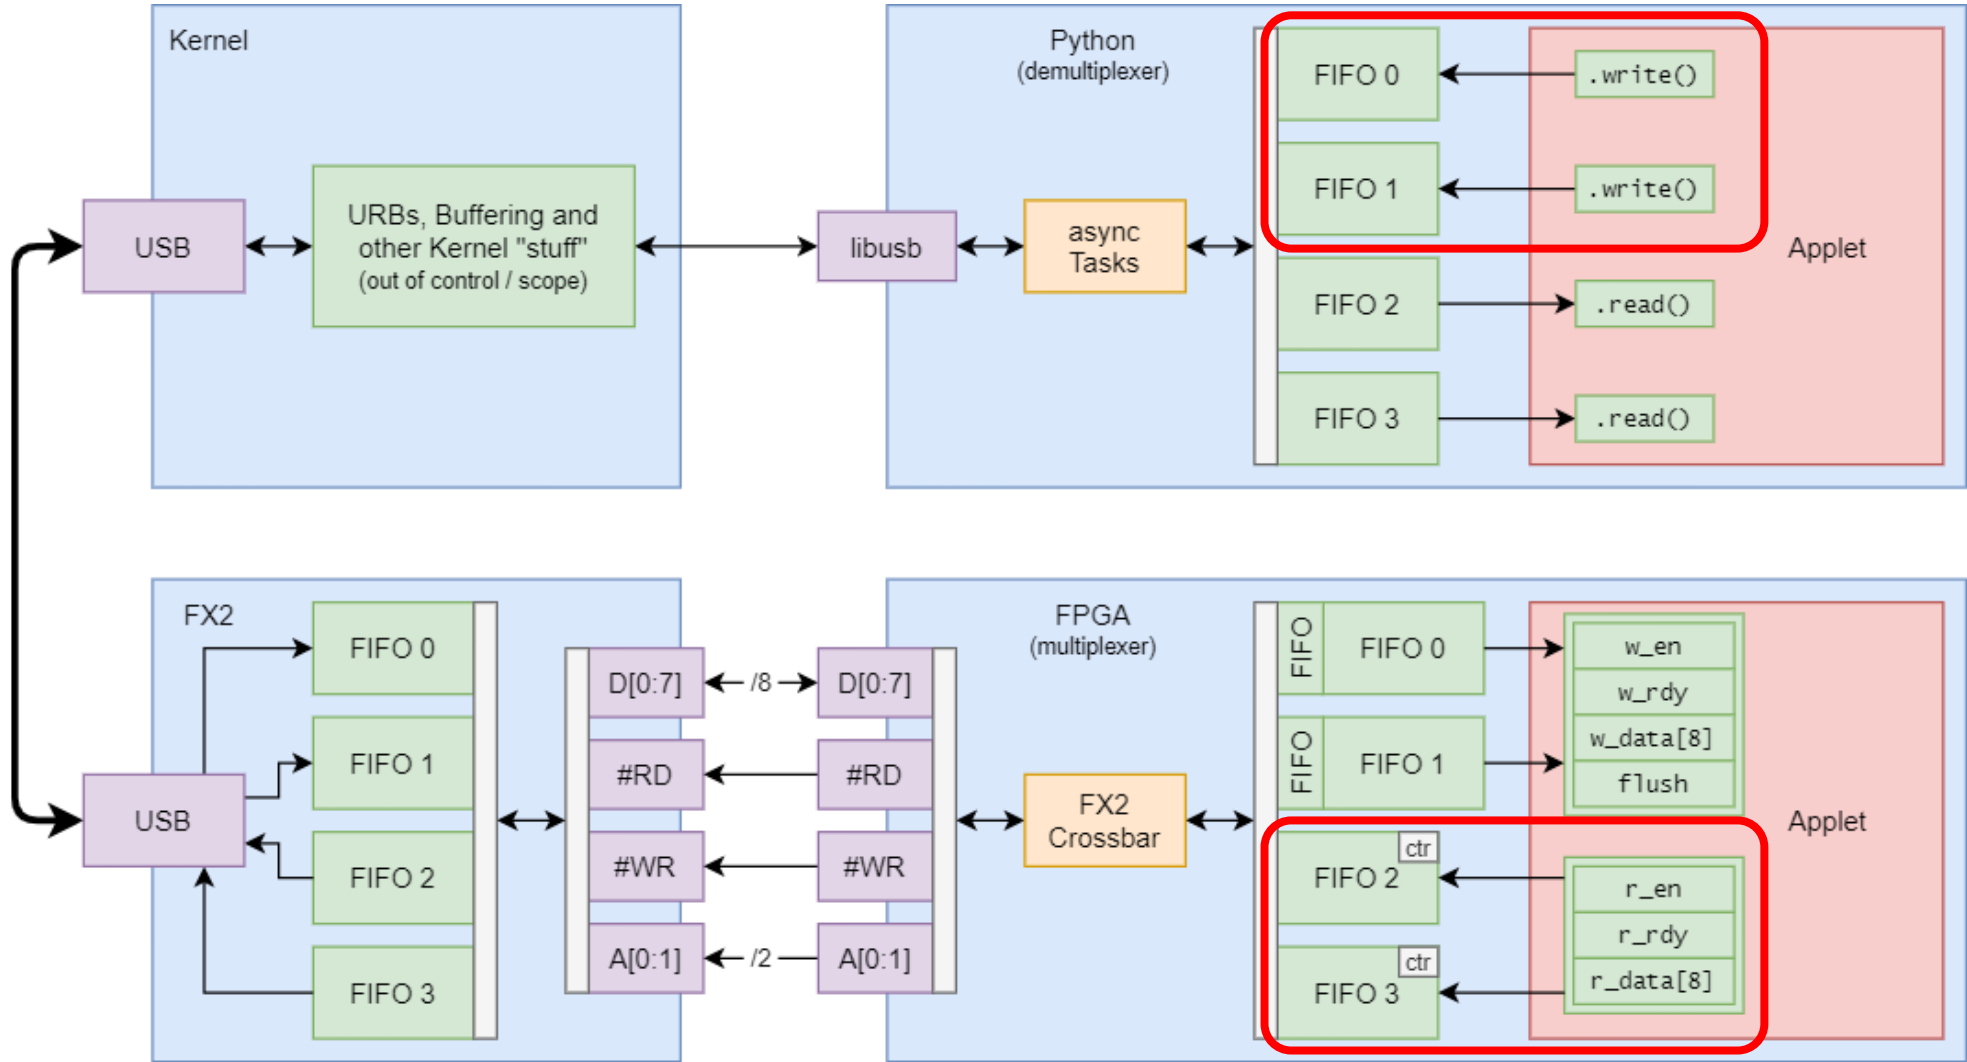 Kernel
USB
URBs, Buffering and
other Kernel "stuff"
(out of control / scope)
libusb
Python
(demultiplexer)
async
Tasks
FIFO 0
FIFO 1
FIFO 2
FIFO 3
.write()
.write()
.read()
.read()
Applet
FX2
USB
FIFO 0
FIFO 1
FIFO 2
FIFO 3
D[0:7]
#RD
#WR
A[0:1]
/8
/2
D[0:7]
#RD
#WR
A[0:1]
FPGA
(multiplexer)
FX2
Crossbar
FIFO
FIFO 0
FIFO
FIFO 1
FIFO 2
ctr
FIFO 3
ctr
w_en
w_rdy
w_data[8]
flush
r_en
r_rdy
r_data[8]
Applet